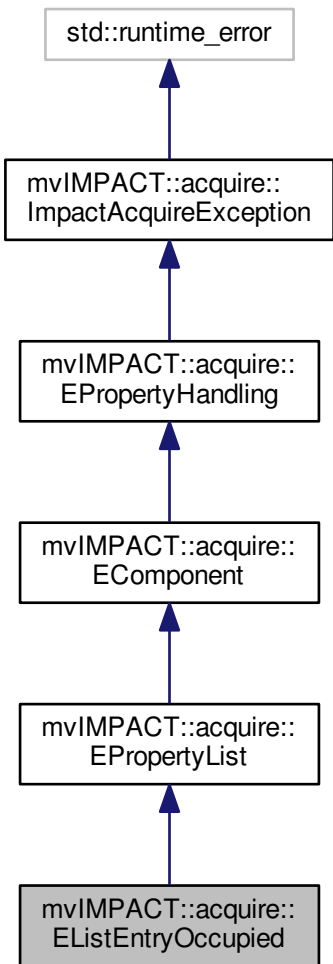 std::runtime_error
mvIMPACT::acquire::
ImpactAcquireException
mvIMPACT::acquire::
EPropertyHandling
mvIMPACT::acquire::
EComponent
mvIMPACT::acquire::
EPropertyList
mvIMPACT::acquire::
EListEntryOccupied